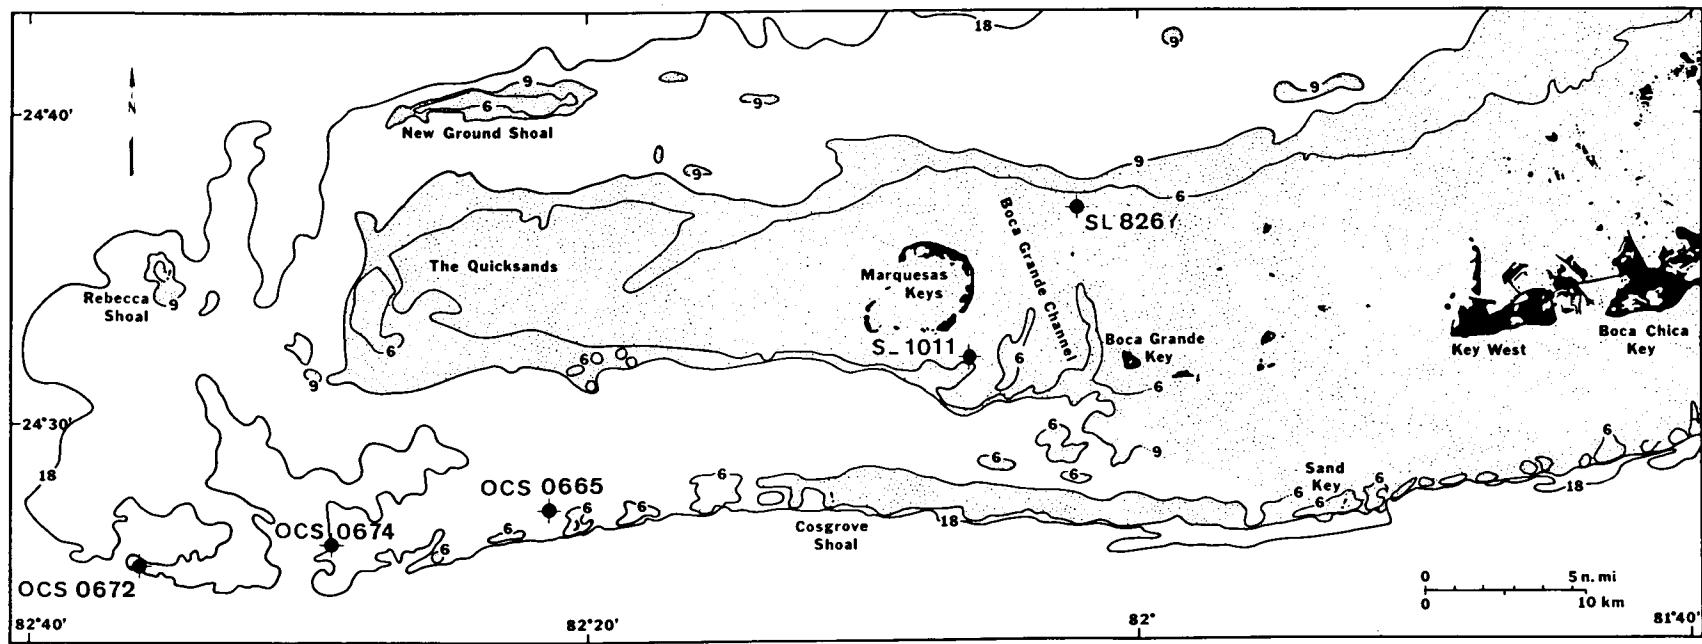 18
9
24°40'
N
9
6
New Ground Shoal
9
9
9
9
9
6
Boca Grande Channel
SL 826
The Quicksands
Marquesas
Keys
Rebecca
Shoal
9
6
6
S_1011
6
Boca Grande
Key
6
Key West
Boca Chica
Key
9
24°30'
6
9
6
6
6
18
Sand
Key
6
6
6
18
6
OCS 0665
6
6
6
18
Cosgrove
Shoal
OCS 0674
6
OCS 0672
0 5 n. mi
0 10 km
82°40'
82°20'
82°
81°40'